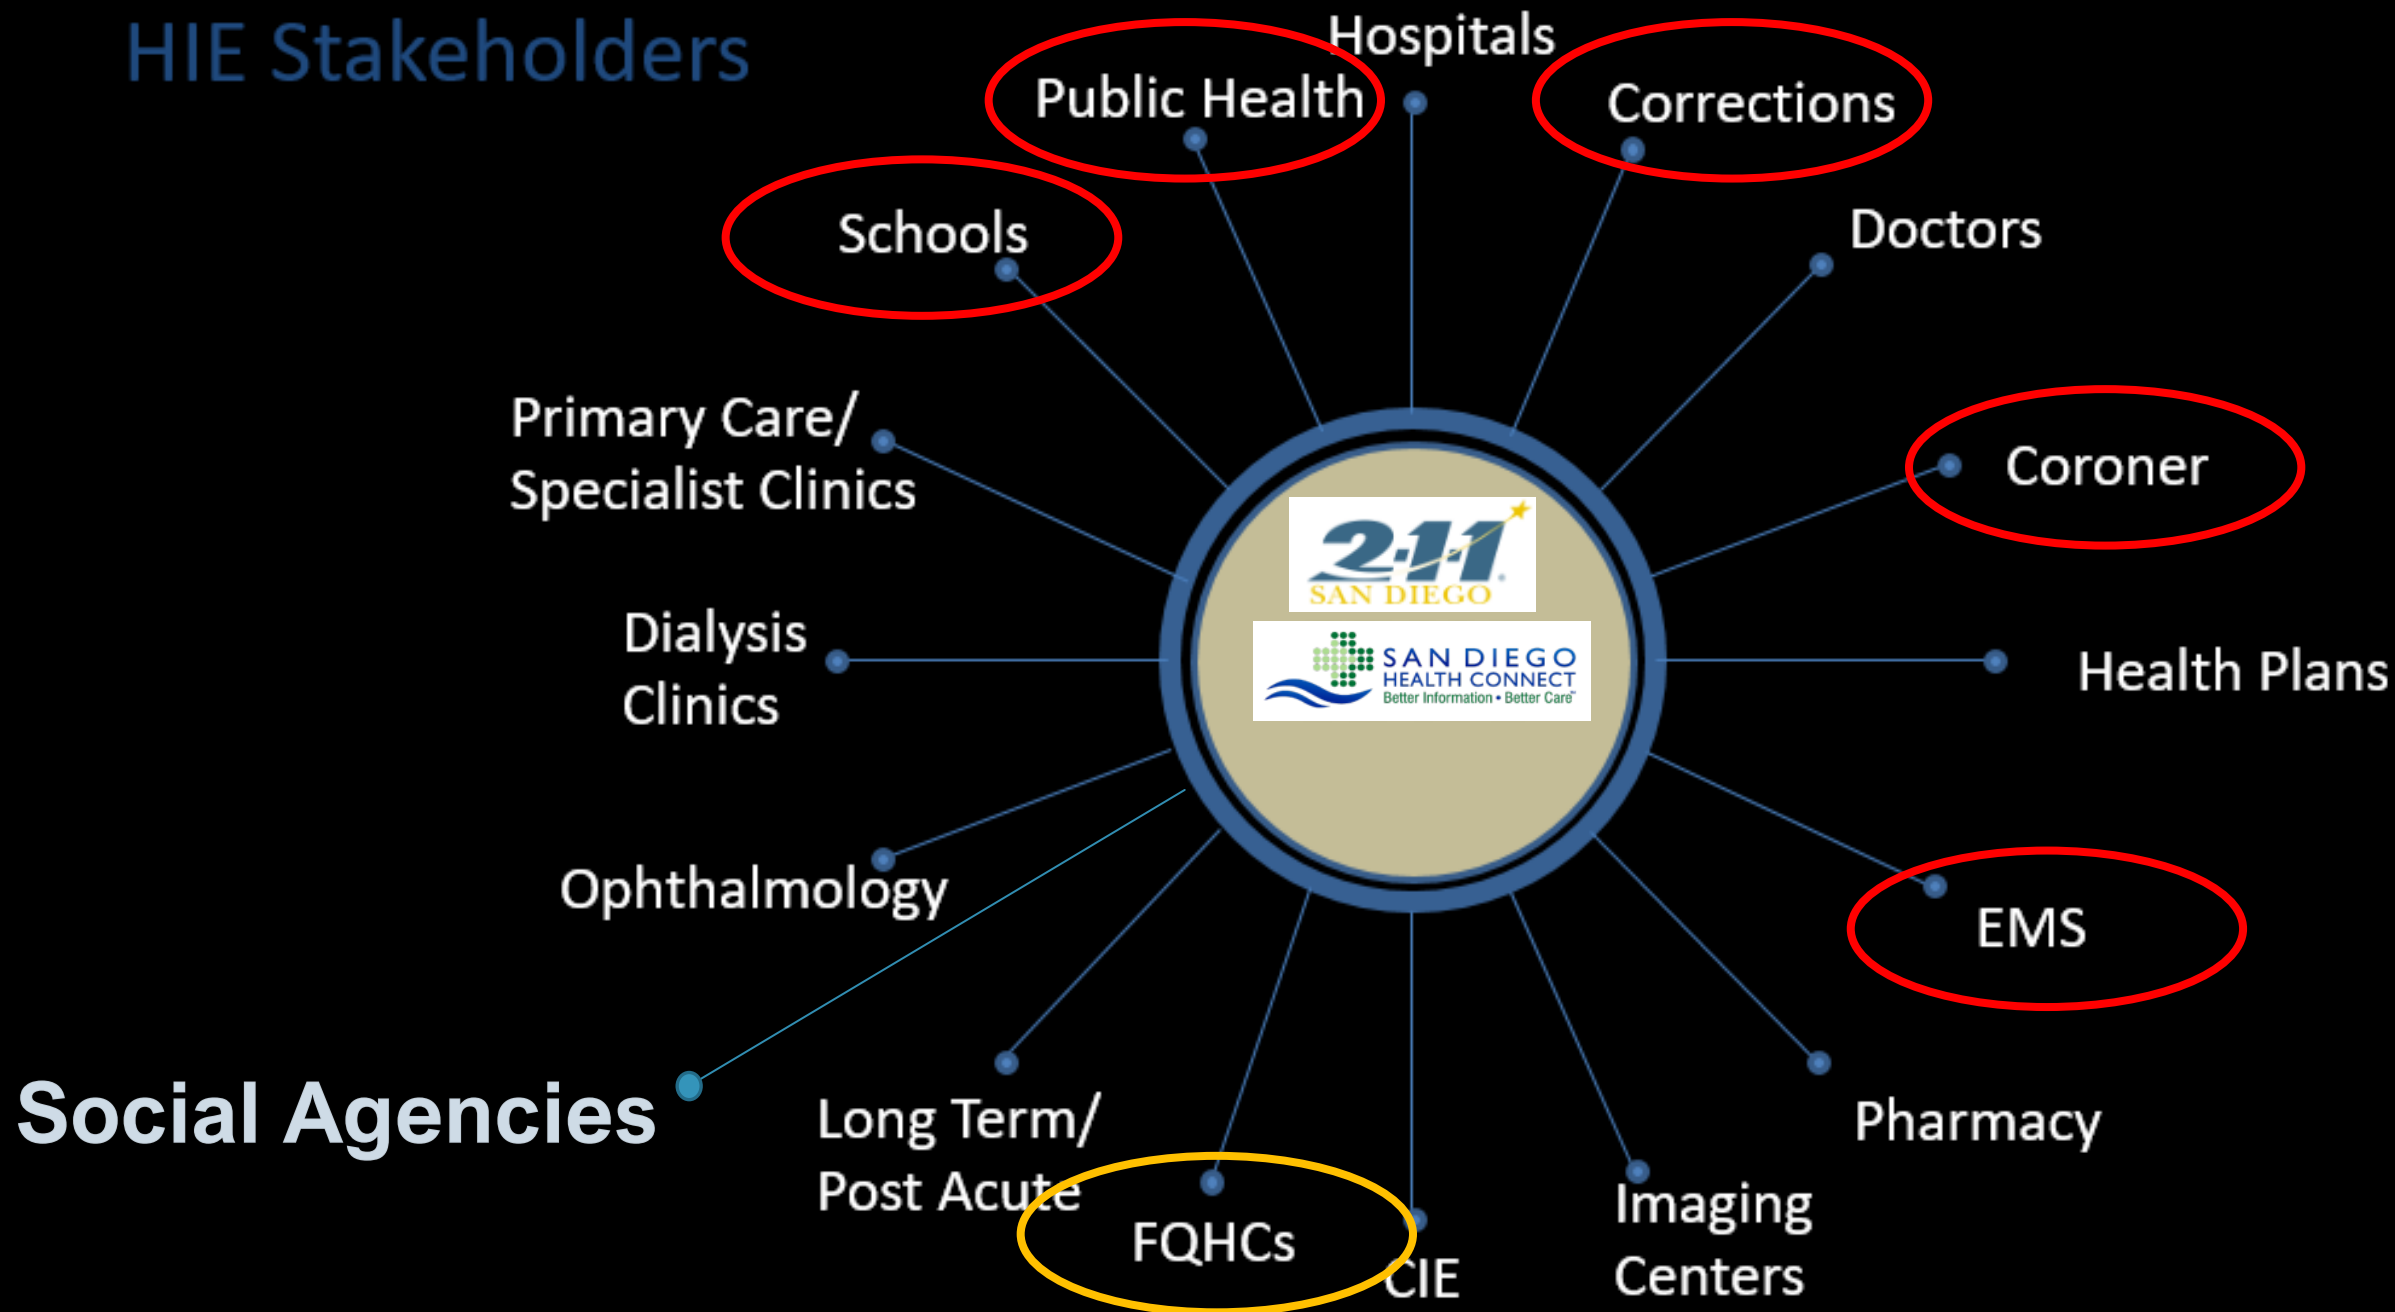 HIE Stakeholders
Hospitals
Public Health
Corrections
Schools
Doctors
Primary Care/
Specialist Clinics
Coroner
2-1-1®
SAN DIEGO
SAN DIEGO
HEALTH CONNECT
Better Information • Better Care™
Dialysis
Clinics
Health Plans
Ophthalmology
EMS
Social Agencies
Long Term/
Post Acute
Pharmacy
FQHCs
CIE
Imaging
Centers